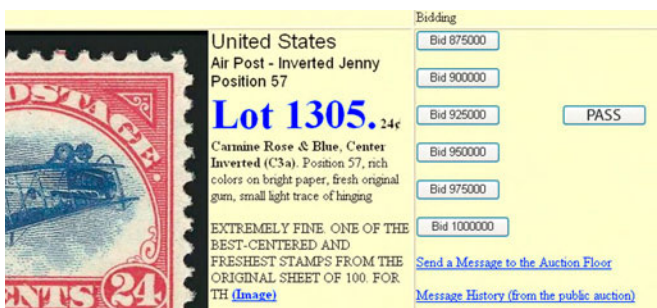 Bidding
United States
Air Post - Inverted Jenny
Position 57
Lot 1305. 24¢
Carmine Rose & Blue, Center
Inverted (C3a). Position 57, rich
colors on bright paper, fresh original
gum, small light trace of hinging
EXTREMELY FINE. ONE OF THE
BEST-CENTERED AND
FRESHEST STAMPS FROM THE
ORIGINAL SHEET OF 100. FOR
TH (Image)
Bid 875000
Bid 900000
Bid 925000
PASS
Bid 950000
Bid 975000
Bid 1000000
Send a Message to the Auction Floor
Message History (from the public auction)
POSTAGE
CENTS 24